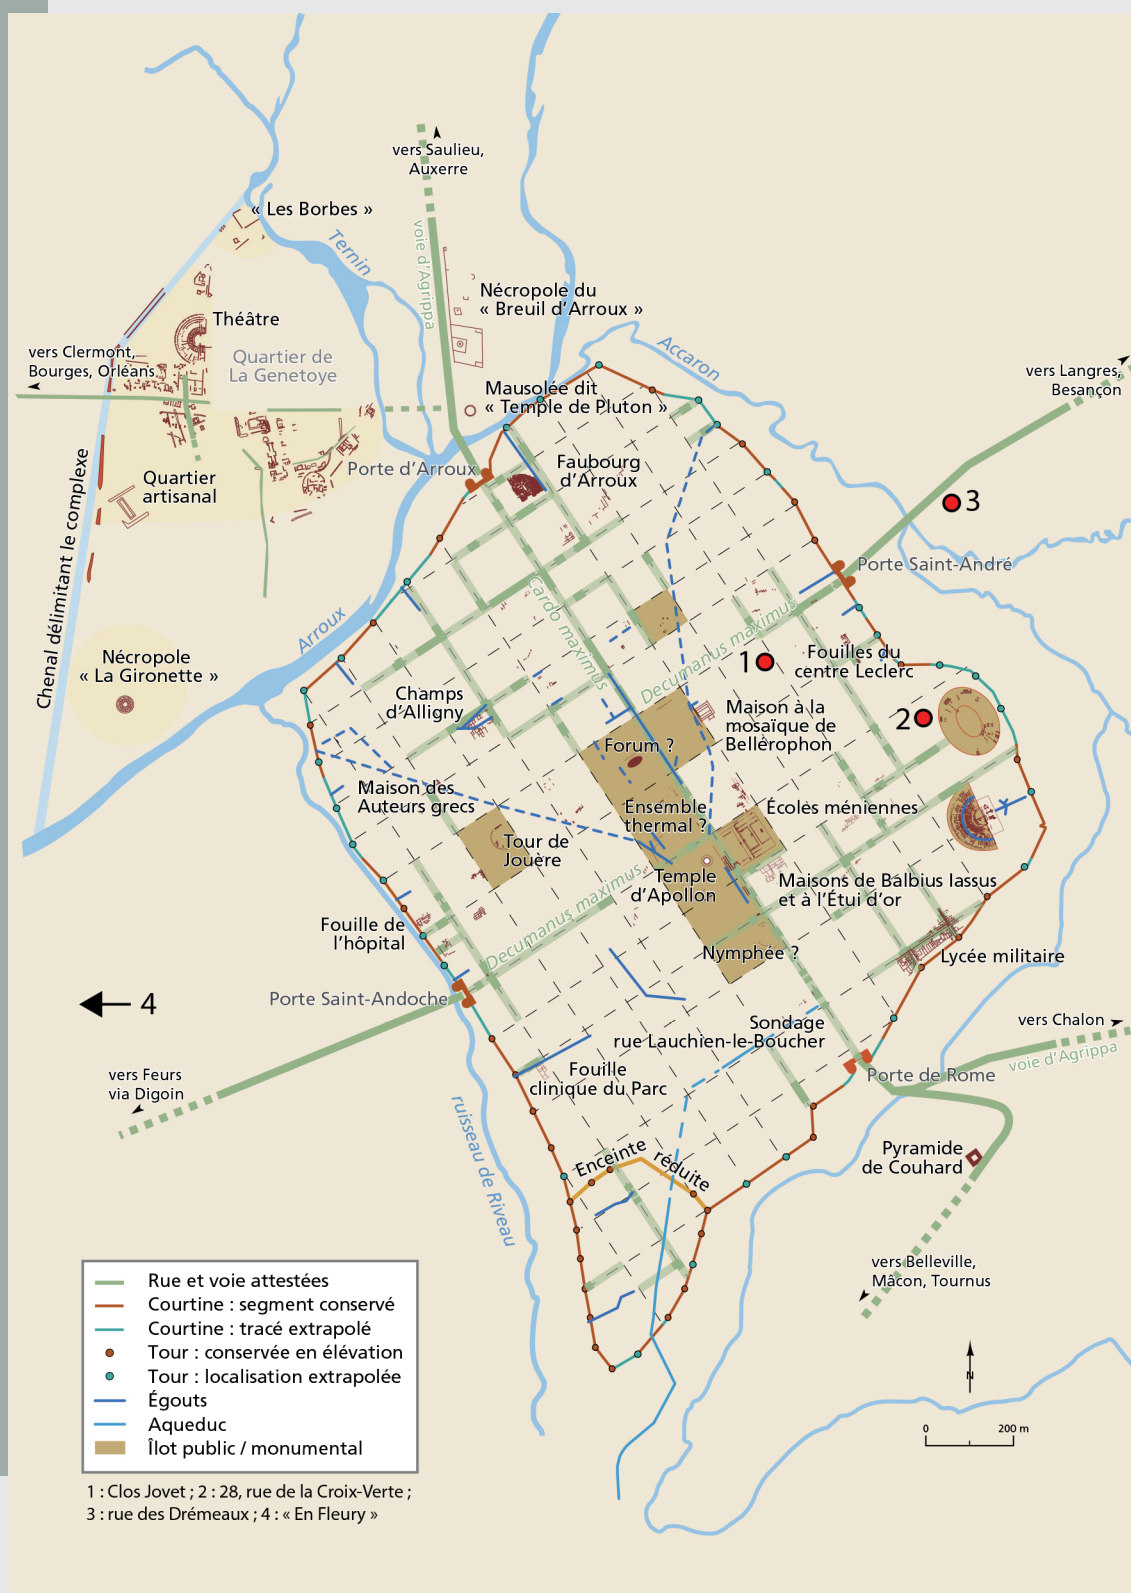 vers Saulieu,
Auxerre
« Les Borbes »
Ternin
voie d’Agrippa
Nécropole du
« Breuil d’Arroux »
Théâtre
Accaron
vers Clermont,
Bourges, Orléans
Quartier de
La Genetoye
vers Langres,
Besançon
Mausolée dit
« Temple de Pluton »
Porte d’Arroux
Faubourg
d’Arroux
Quartier
artisanal
3
Chenal délimitant le complexe
Porte Saint-André
Cardo maximus
Arroux
Decumanus maximus
1
Fouilles du
centre Leclerc
Nécropole
« La Gironette »
Champs
d’Alligny
Maison à la
mosaïque de
Bellérophon
2
Forum ?
Maison des
Auteurs grecs
Ensemble
thermal ?
Écoles méniennes
Tour de
Jouère
Temple
d’Apollon
Maisons de Balbius Iassus
et à l’Étui d’or
Decumanus maximus
Fouille de
l’hôpital
Nymphée ?
Lycée militaire
Porte Saint-Andoche
4
Sondage
rue Lauchien-le-Boucher
vers Chalon
voie d’Agrippa
Fouille
clinique du Parc
Porte de Rome
vers Feurs
via Digoin
ruisseau de Riveau
Enceinte réduite
Pyramide
de Couhard
vers Belleville,
Mâcon, Tournus
Rue et voie attestées
Courtine : segment conservé
Courtine : tracé extrapolé
Tour : conservée en élévation
Tour : localisation extrapolée
Égouts
Aqueduc
Îlot public / monumental
N
0 200 m
1 : Clos Jovet ; 2 : 28, rue de la Croix-Verte ;
3 : rue des Drémeaux ; 4 : « En Fleury »